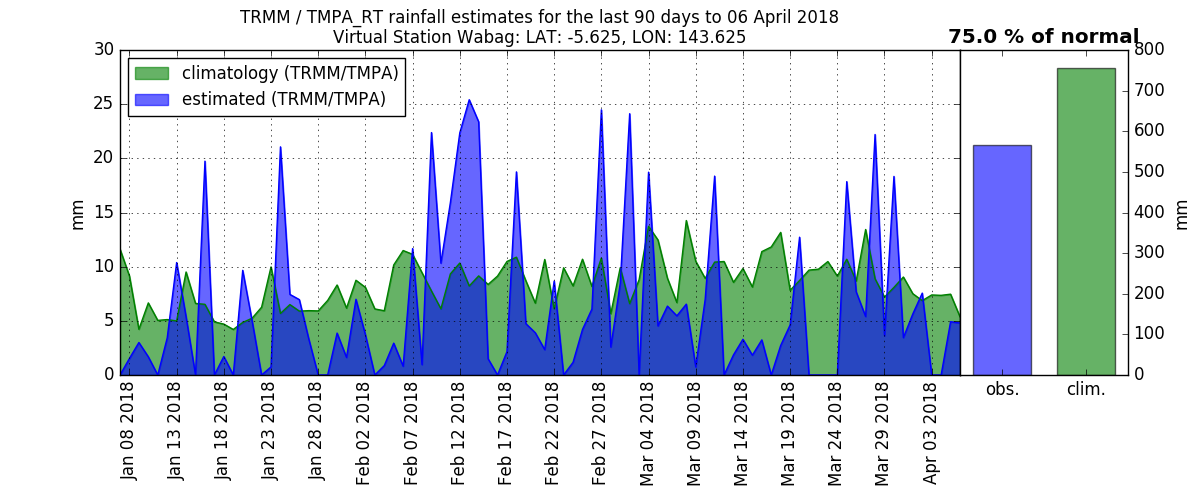 TRMM / TMPA_RT rainfall estimates for the last 90 days to 06 April 2018
Virtual Station Wabag: LAT: -5.625, LON: 143.625
75.0 % of normal
climatology (TRMM/TMPA)
estimated (TRMM/TMPA)
mm
30
25
20
15
10
5
0
Jan 08 2018
Jan 13 2018
Jan 18 2018
Jan 23 2018
Jan 28 2018
Feb 02 2018
Feb 07 2018
Feb 12 2018
Feb 17 2018
Feb 22 2018
Feb 27 2018
Mar 04 2018
Mar 09 2018
Mar 14 2018
Mar 19 2018
Mar 24 2018
Mar 29 2018
Apr 03 2018
800
700
600
500
400
300
200
100
0
mm
obs.
clim.